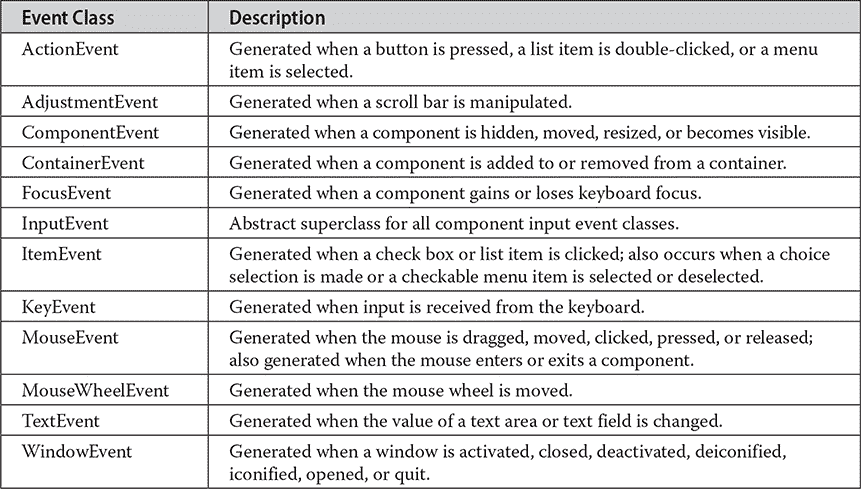 Event Class Description
ActionEvent Generated when a button is pressed, a list item is double-clicked, or a menu
item is selected.
AdjustmentEvent Generated when a scroll bar is manipulated.
ComponentEvent Generated when a component is hidden, moved, resized, or becomes visible.
ContainerEvent Generated when a component is added to or removed from a container.
FocusEvent Generated when a component gains or loses keyboard focus.
InputEvent Abstract superclass for all component input event classes.
ItemEvent Generated when a check box or list item is clicked; also occurs when a choice
selection is made or a checkable menu item is selected or deselected.
KeyEvent Generated when input is received from the keyboard.
MouseEvent Generated when the mouse is dragged, moved, clicked, pressed, or released;
also generated when the mouse enters or exits a component.
MouseWheelEvent Generated when the mouse wheel is moved.
TextEvent Generated when the value of a text area or text field is changed.
WindowEvent Generated when a window is activated, closed, deactivated, deiconified,
iconified, opened, or quit.